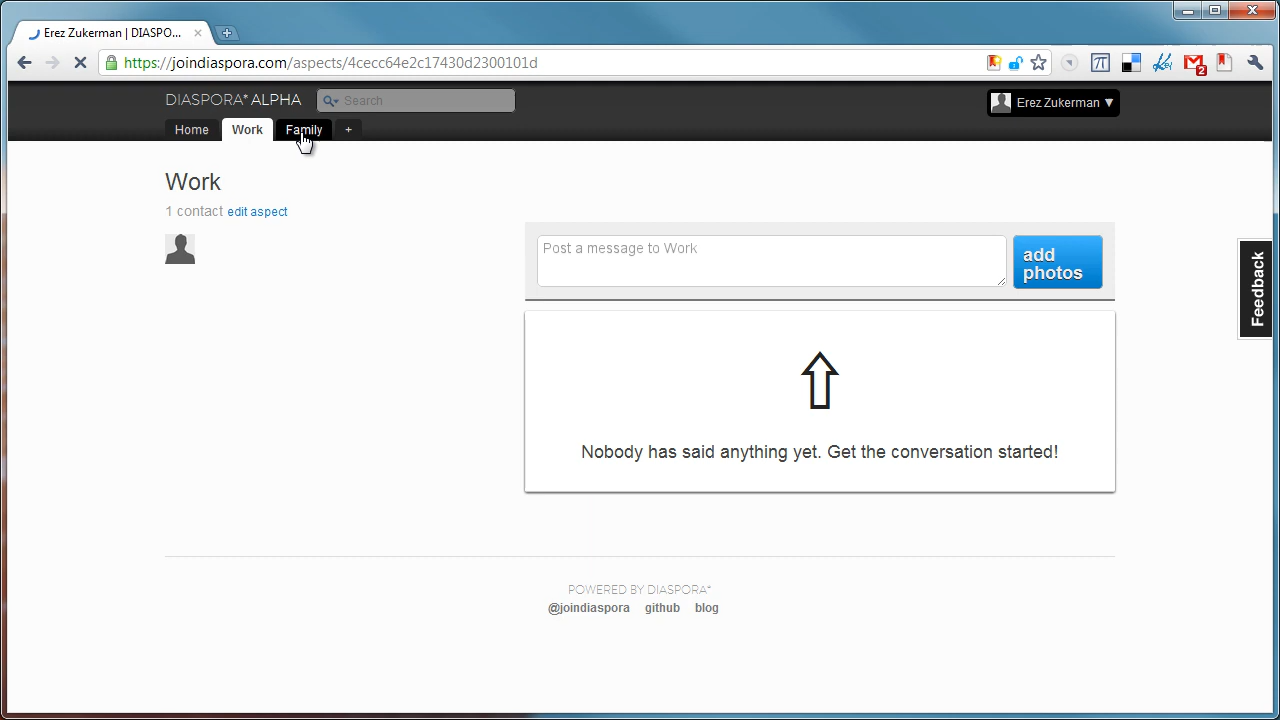 Erez Zukerman | DIASPO...
https://joindiaspora.com/aspects/4cecc64e2c17430d2300101d
2
DIASPORA* ALPHA
Search
Erez Zukerman ▼
Home
Work
Family
+
Work
1 contact edit aspect
Post a message to Work
add
photos
Feedback
Nobody has said anything yet. Get the conversation started!
POWERED BY DIASPORA*
@joindiaspora github blog